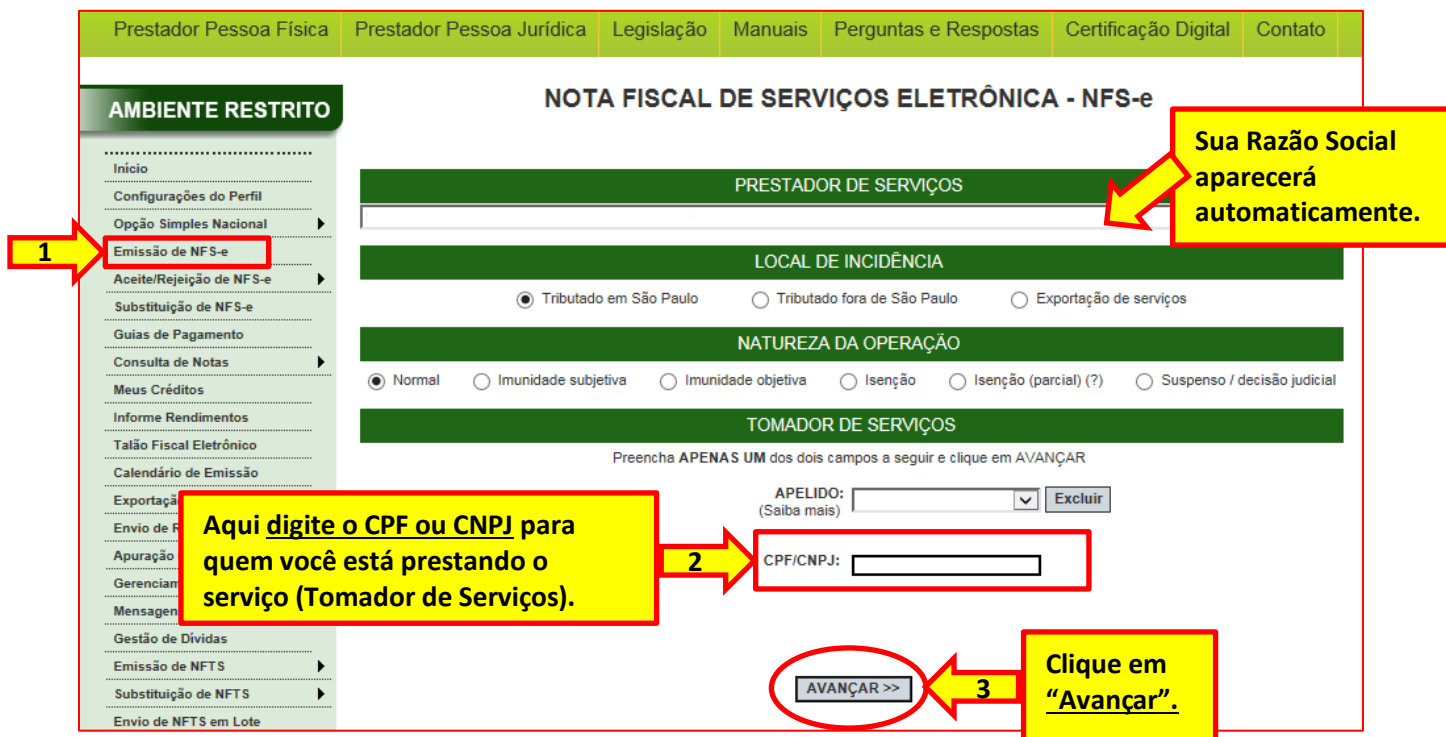 Prestador Pessoa Física Prestador Pessoa Jurídica Legislação Manuais Perguntas e Respostas Certificação Digital Contato
AMBIENTE RESTRITO
NOTA FISCAL DE SERVIÇOS ELETRÔNICA - NFS-e
Sua Razão Social
aparecerá
automaticamente.
Início
Configurações do Perfil
Opção Simples Nacional
1
Emissão de NFS-e
Aceite/Rejeição de NFS-e
Substituição de NFS-e
Guias de Pagamento
Consulta de Notas
Meus Créditos
Informe Rendimentos
Talão Fiscal Eletrônico
Calendário de Emissão
Exportaçã
Envio de R
Apuração
Gerenciam
Mensagen
Gestão de Dívidas
Emissão de NFTS
Substituição de NFTS
Envio de NFTS em Lote
PRESTADOR DE SERVIÇOS
LOCAL DE INCIDÊNCIA
Tributado em São Paulo Tributado fora de São Paulo Exportação de serviços
NATUREZA DA OPERAÇÃO
Normal Imunidade subjetiva Imunidade objetiva Isenção Isenção (parcial) (?) Suspenso / decisão judicial
TOMADOR DE SERVIÇOS
Preencha APENAS UM dos dois campos a seguir e clique em AVANÇAR
APELIDO: Excluir
(Saiba mais)
Aqui digite o CPF ou CNPJ para
quem você está prestando o
serviço (Tomador de Serviços).
2
CPF/CNPJ:
AVANÇAR >>
3
Clique em
“Avançar”.